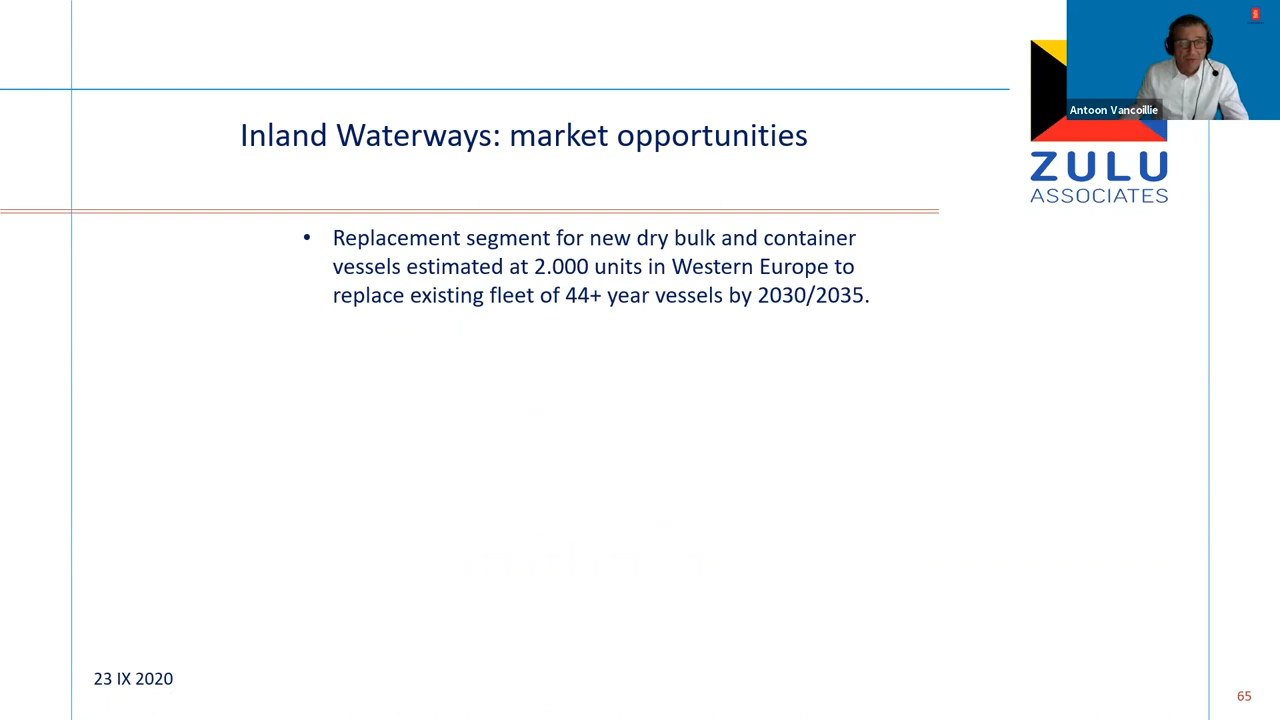 Antoon Vancoillie
Inland Waterways: market opportunities
ZULU
ASSOCIATES
• Replacement segment for new dry bulk and container
vessels estimated at 2.000 units in Western Europe to
replace existing fleet of 44+ year vessels by 2030/2035.
23 IX 2020
65